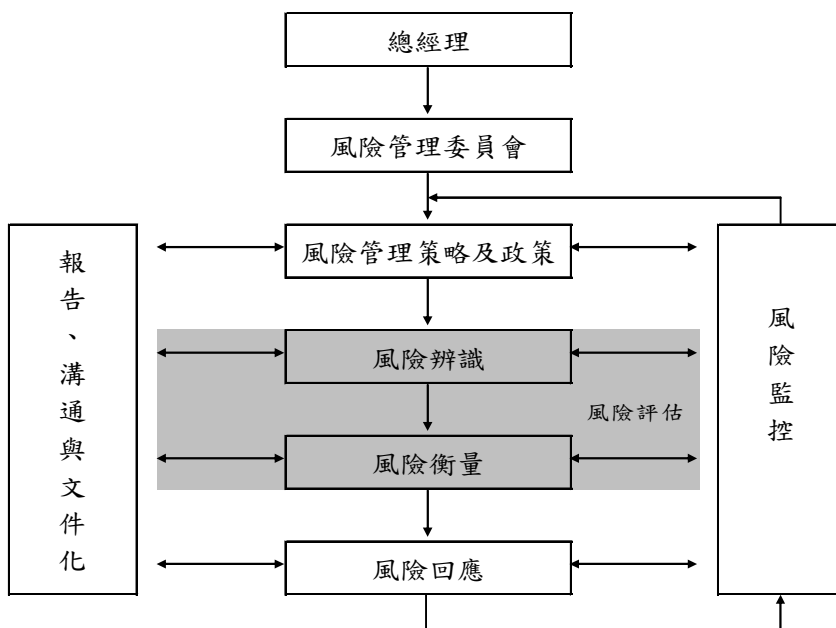 總經理
風險管理委員會
風險管理策略及政策
報告、溝通與文件化
風險辨識
風險評估
風險衡量
風險監控
風險回應